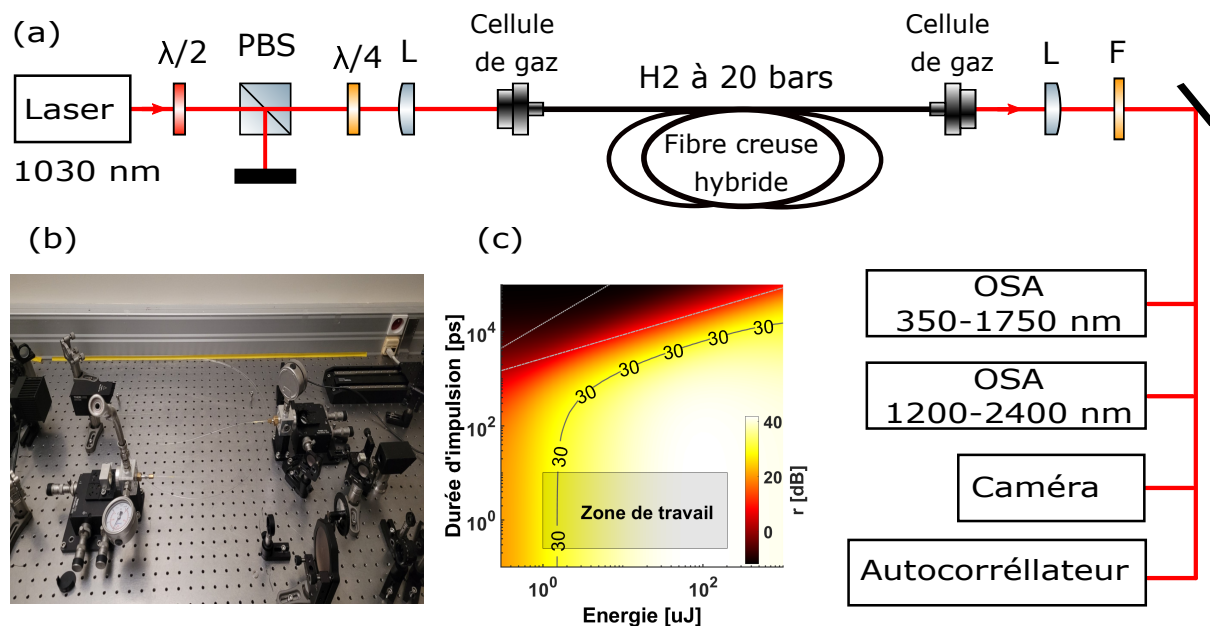 (a)
λ/2
PBS
λ/4
L
Cellule
de gaz
H2 à 20 bars
Cellule
de gaz
L
F
Laser
1030 nm
Fibre creuse
hybride
(b)
(c)
Durée d'impulsion [ps]
10⁴
10²
10⁰
30
30
30
30
30
30
30
30
Zone de travail
40
20
0
r [dB]
10⁰
10²
Energie [uJ]
OSA
350-1750 nm
OSA
1200-2400 nm
Caméra
Autocorréllateur